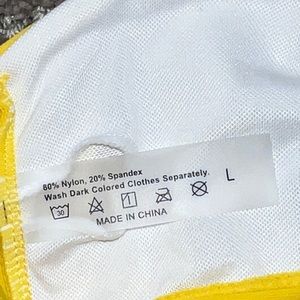 80% Nylon, 20% Spandex
Wash Dark Colored Clothes Separately.
30 1 L
MADE IN CHINA